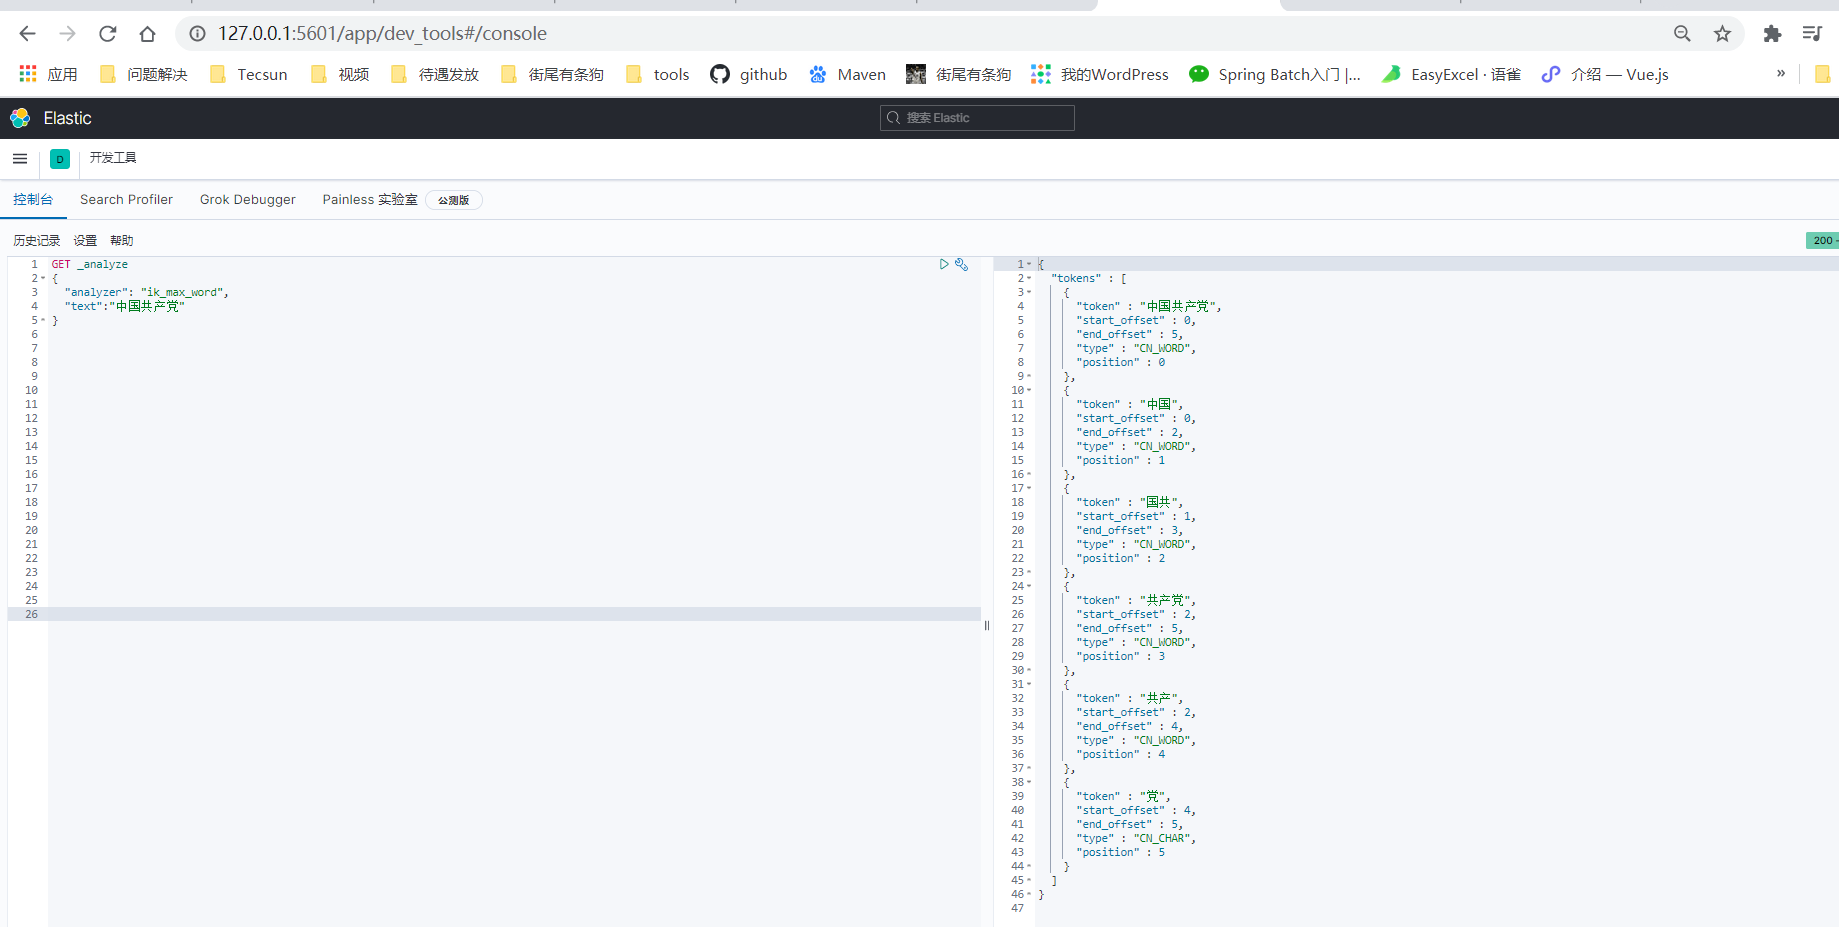 127.0.0.1:5601/app/dev_tools#/console
应用 问题解决 Tecsun 视频 待遇发放 街尾有条狗 tools github Maven 街尾有条狗 我的WordPress Spring Batch入门 |... EasyExcel · 语雀 介绍 — Vue.js »
Elastic 搜索 Elastic
D 开发工具
控制台 Search Profiler Grok Debugger Painless 实验室 公测版
历史记录 设置 帮助 200 -
1 GET _analyze
2 {
3 "analyzer": "ik_max_word",
4 "text":"中国共产党"
5 }
6
7
8
9
10
11
12
13
14
15
16
17
18
19
20
21
22
23
24
25
26
1 {
2 "tokens" : [
3 {
4 "token" : "中国共产党",
5 "start_offset" : 0,
6 "end_offset" : 5,
7 "type" : "CN_WORD",
8 "position" : 0
9 },
10 {
11 "token" : "中国",
12 "start_offset" : 0,
13 "end_offset" : 2,
14 "type" : "CN_WORD",
15 "position" : 1
16 },
17 {
18 "token" : "国共",
19 "start_offset" : 1,
20 "end_offset" : 3,
21 "type" : "CN_WORD",
22 "position" : 2
23 },
24 {
25 "token" : "共产党",
26 "start_offset" : 2,
27 "end_offset" : 5,
28 "type" : "CN_WORD",
29 "position" : 3
30 },
31 {
32 "token" : "共产",
33 "start_offset" : 2,
34 "end_offset" : 4,
35 "type" : "CN_WORD",
36 "position" : 4
37 },
38 {
39 "token" : "党",
40 "start_offset" : 4,
41 "end_offset" : 5,
42 "type" : "CN_CHAR",
43 "position" : 5
44 }
45 ]
46 }
47